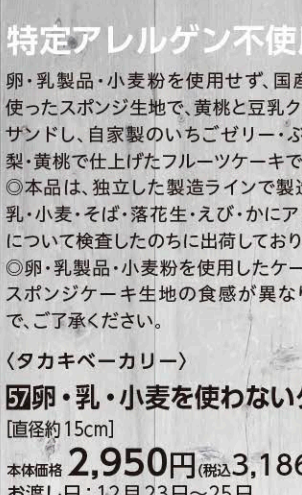 特定アレルゲン不使
卵・乳製品・小麦粉を使用せず、国産
使ったスポンジ生地で、黄桃と豆乳ク
サンドし、自家製のいちごゼリー・ぶ
梨・黄桃で仕上げたフルーツケーキで
◎本品は、独立した製造ラインで製造
乳・小麦・そば・落花生・えび・かにア
について検査したのちに出荷しており
◎卵・乳製品・小麦粉を使用したケー
スポンジケーキ生地の食感が異なり
で、ご了承ください。
〈タカキベーカリー〉
57卵・乳・小麦を使わない
[直径約15cm]
本体価格 2,950円(税込3,186
お渡し日:12月23日~25日